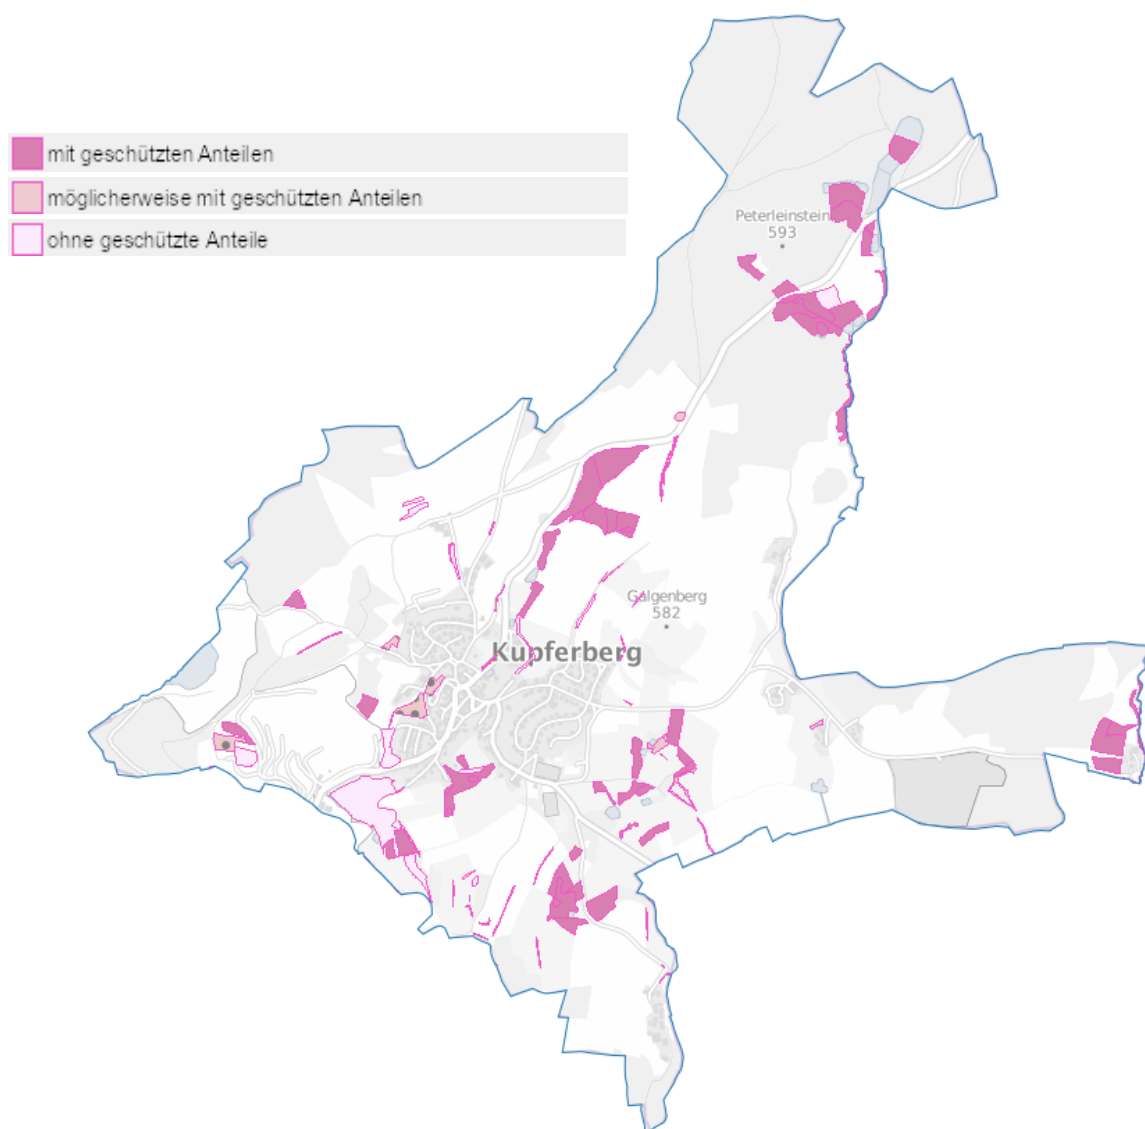 mit geschützten Anteilen
möglicherweise mit geschützten Anteilen
ohne geschützte Anteile
Peterleinstein
593
Galgenberg
582
Kupferberg